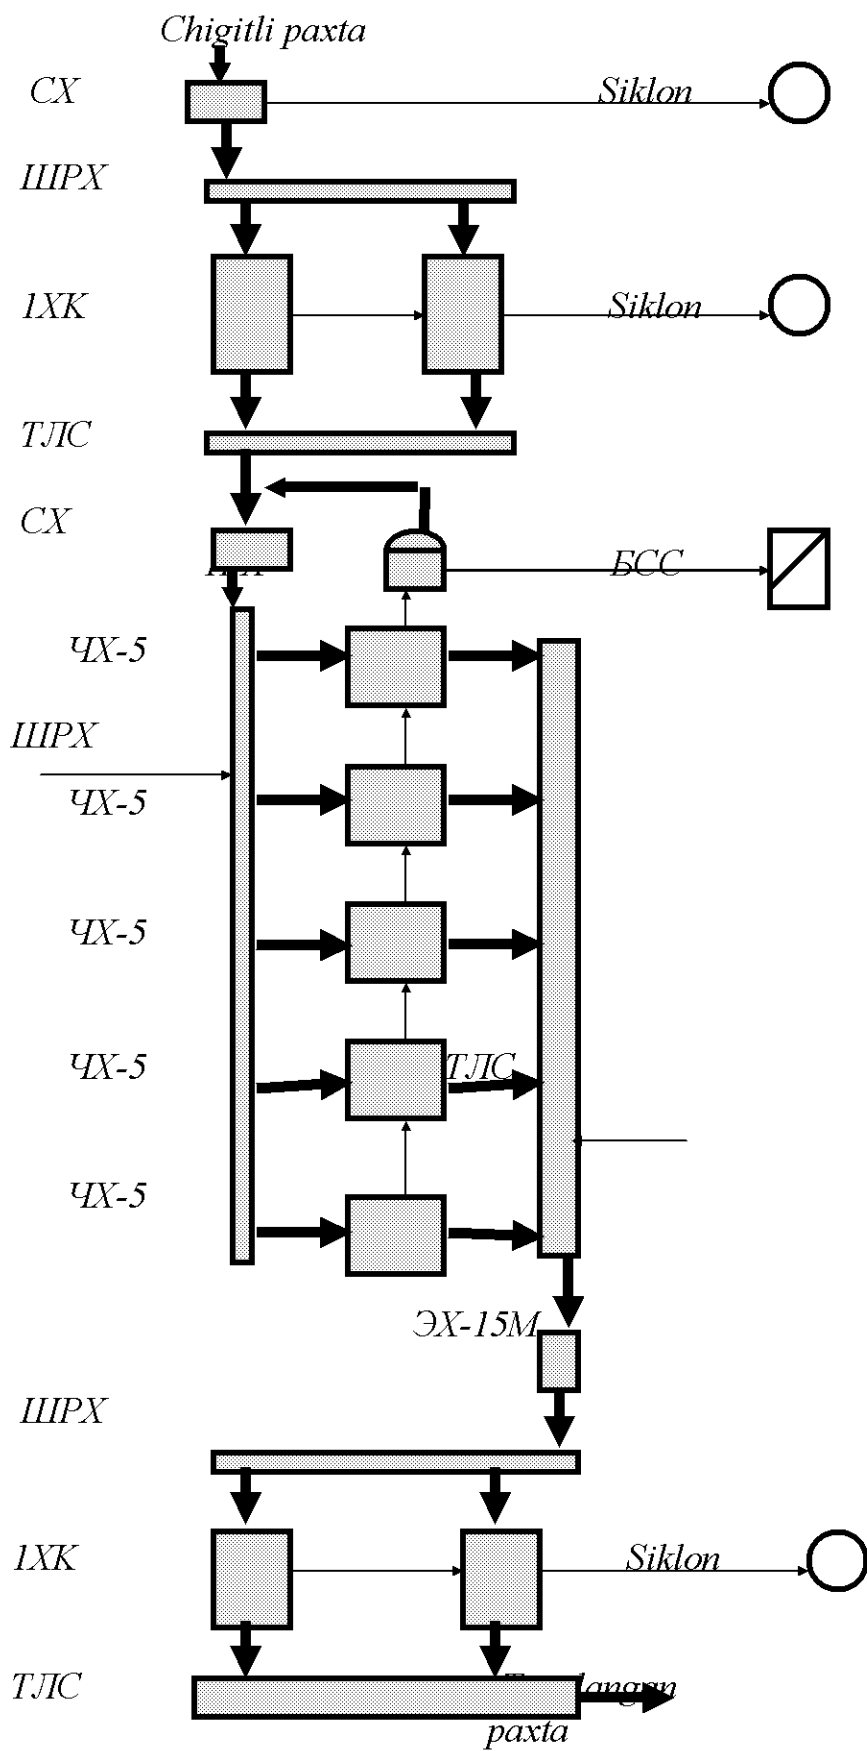 Chigitli paxta
СХ
Siklon
ШРХ
1ХК
Siklon
ТЛС
СХ
БСС
ЧХ-5
ШРХ
ЧХ-5
ЧХ-5
ЧХ-5
ТЛС
ЧХ-5
ЭХ-15М
ШРХ
1ХК
Siklon
ТЛС
paxta